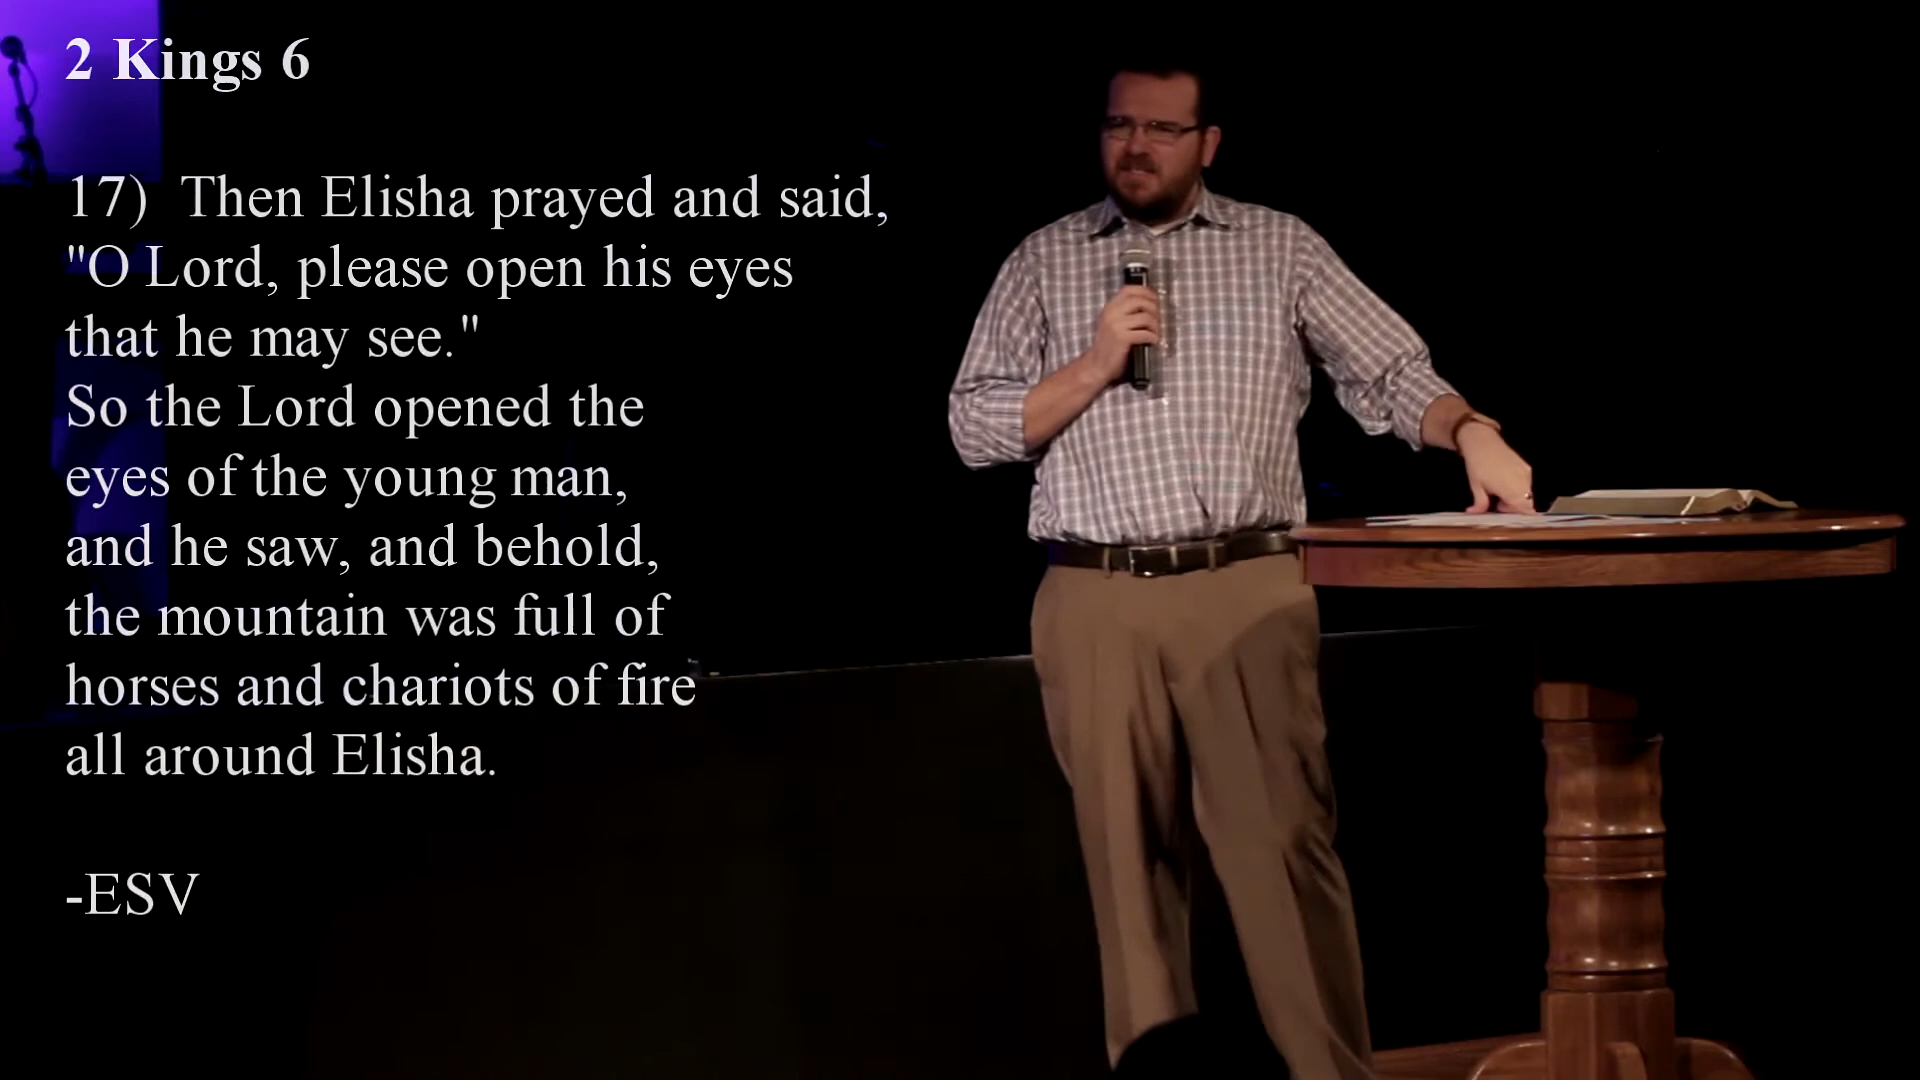 2 Kings 6
17) Then Elisha prayed and said,
"O Lord, please open his eyes
that he may see."
So the Lord opened the
eyes of the young man,
and he saw, and behold,
the mountain was full of
horses and chariots of fire
all around Elisha.
-ESV